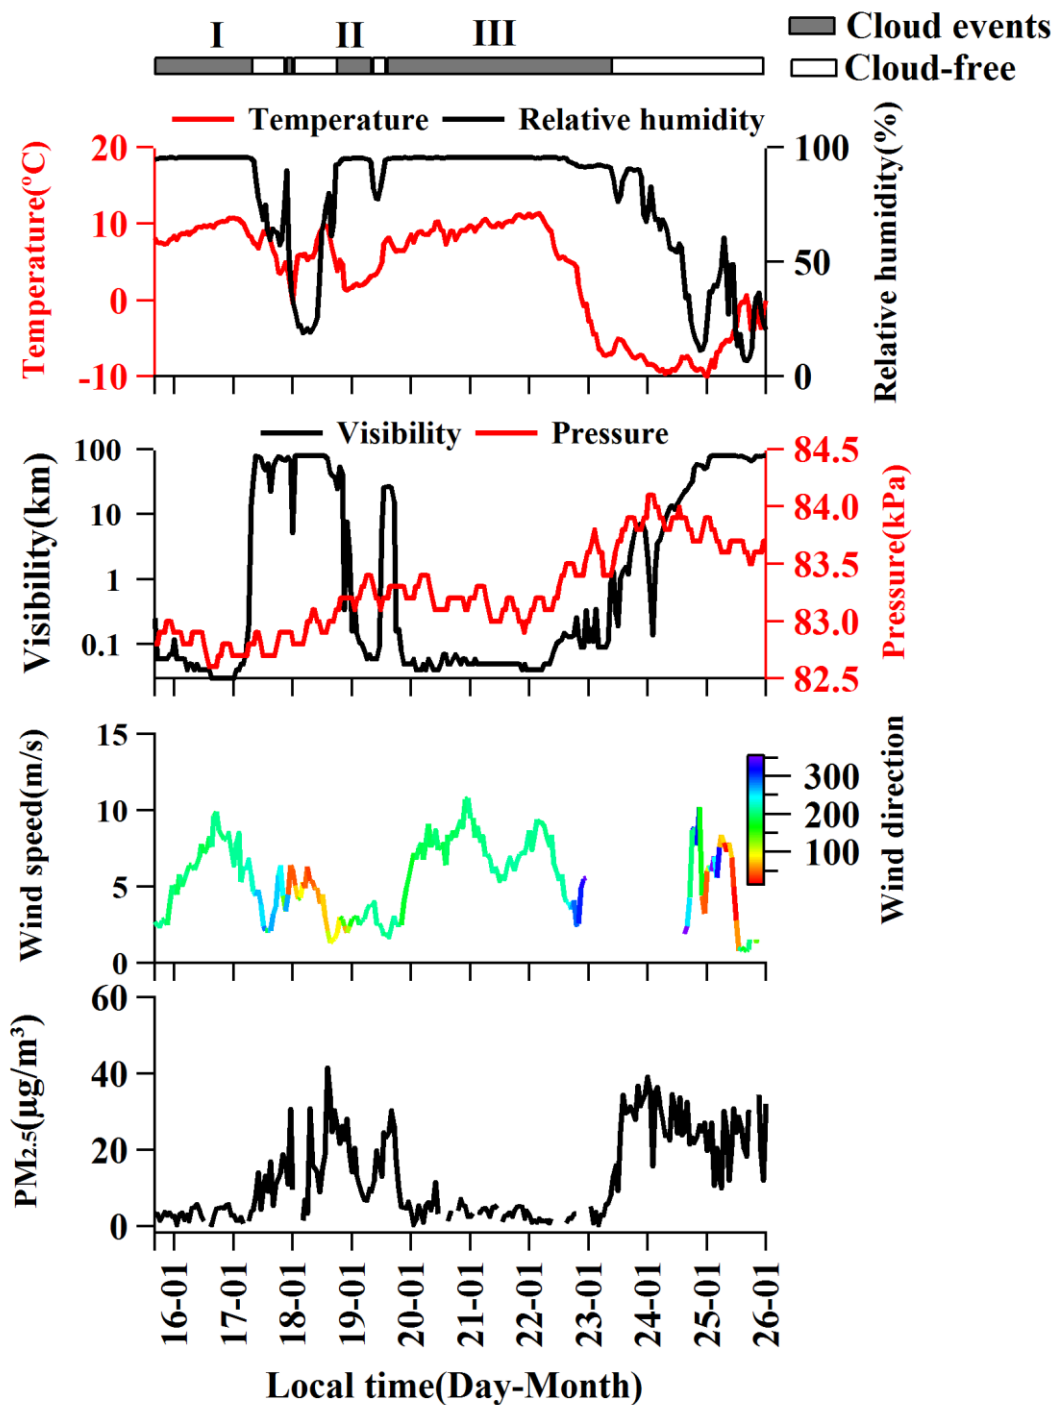 I II III
Cloud events
Cloud-free
Temperature Relative humidity
20
10
0
-10
Temperature(°C)
100
50
0
Relative humidity(%)
Visibility Pressure
100
10
1
0.1
Visibility(km)
84.5
84.0
83.5
83.0
82.5
Pressure(kPa)
15
10
5
0
Wind speed(m/s)
300
200
100
Wind direction
60
40
20
0
PM2.5(μg/m³)
16-01 17-01 18-01 19-01 20-01 21-01 22-01 23-01 24-01 25-01 26-01
Local time(Day-Month)